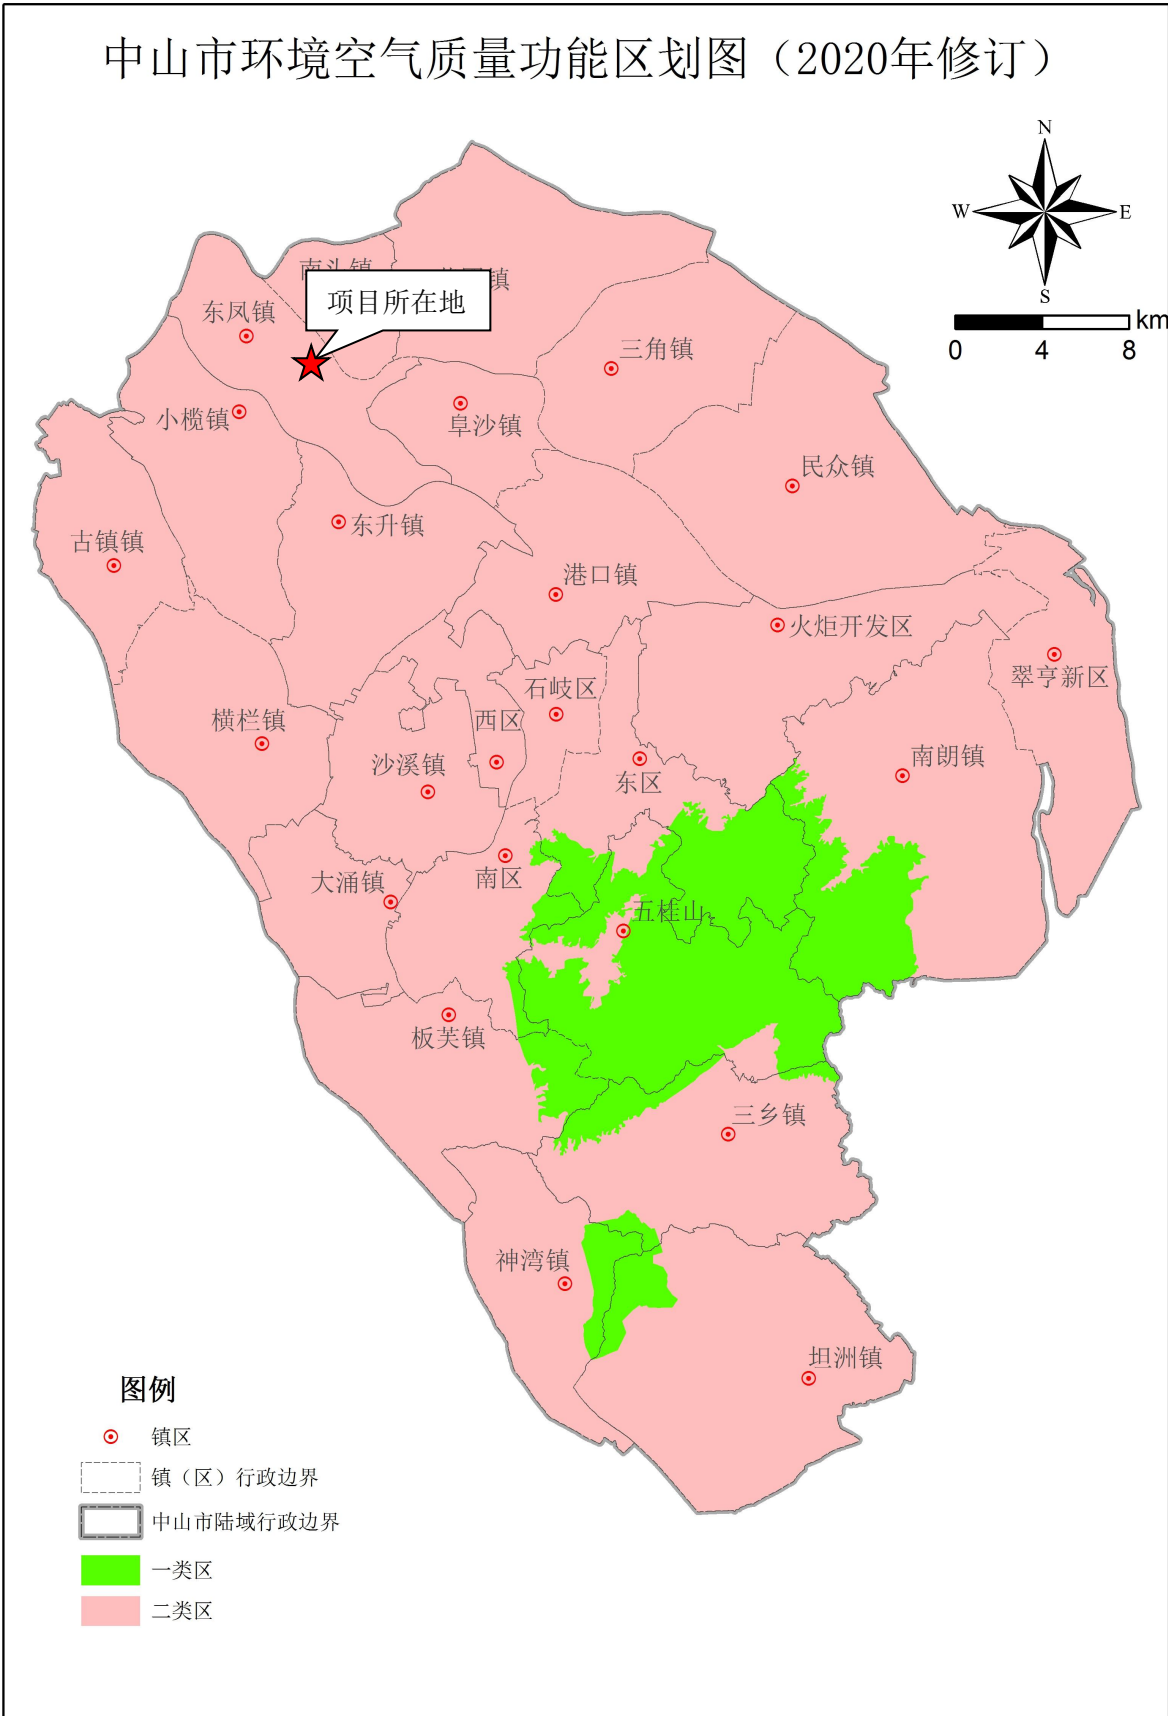 中山市环境空气质量功能区划图（2020年修订）
N
W
E
S
km
0
4
8
南头镇
镇
项目所在地
东凤镇
三角镇
小榄镇
阜沙镇
民众镇
东升镇
古镇镇
港口镇
火炬开发区
翠亨新区
石岐区
横栏镇
西区
南朗镇
沙溪镇
东区
南区
大涌镇
五桂山
板芙镇
三乡镇
神湾镇
坦洲镇
图例
镇区
镇（区）行政边界
中山市陆域行政边界
一类区
二类区